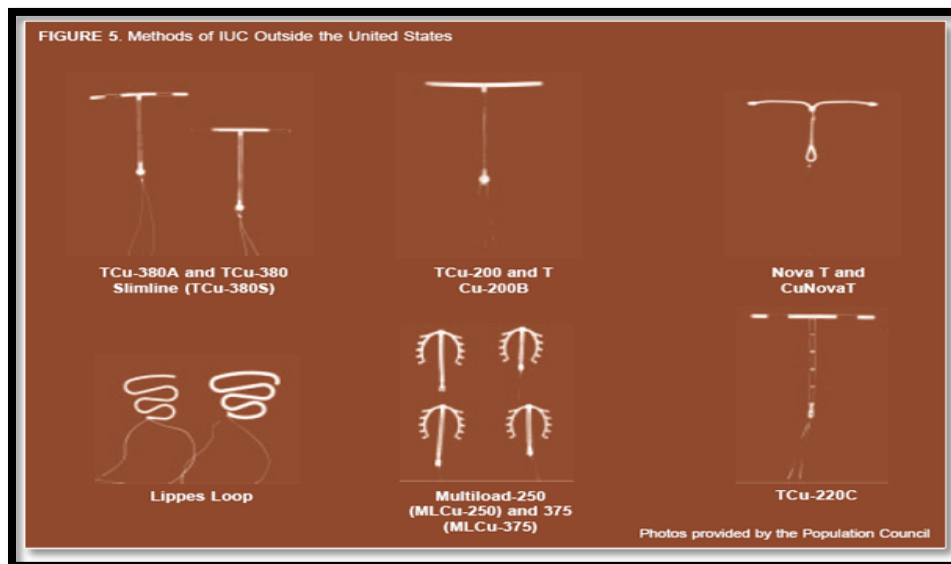 FIGURE 5. Methods of IUC Outside the United States
TCu-380A and TCu-380
Slimline (TCu-380S)
TCu-200 and T
Cu-200B
Nova T and
CuNovaT
Lippes Loop
Multiload-250
(MLCu-250) and 375
(MLCu-375)
TCu-220C
Photos provided by the Population Council